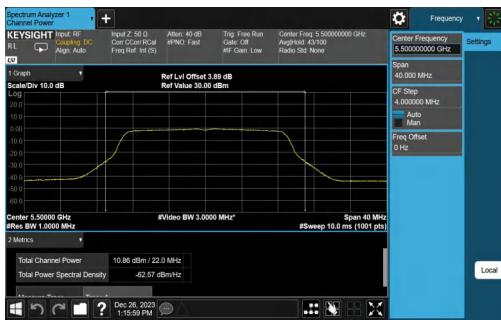 Spectrum Analyzer 1
Channel Power
Frequency
KEYSIGHT
RL
Input: RF
Coupling: DC
Align: Auto
Input Z: 50 Ω
Corr CCorr RCal
Freq Ref: Int (S)
Atten: 40 dB
#PNO: Fast
Trig: Free Run
Gate: Off
#IF Gain: Low
Center Freq: 5.500000000 GHz
Avg|Hold: 43/100
Radio Std: None
LXI
1 Graph
Scale/Div 10.0 dB
Ref Lvl Offset 3.89 dB
Ref Value 30.00 dBm
Log
20.0
10.0
0.00
-10.0
-20.0
-30.0
-40.0
-50.0
-60.0
Center 5.50000 GHz
#Video BW 3.0000 MHz*
Span 40 MHz
#Res BW 1.0000 MHz
#Sweep 10.0 ms (1001 pts)
2 Metrics
Total Channel Power 10.86 dBm / 22.0 MHz
Total Power Spectral Density -62.57 dBm/Hz
Center Frequency
5.500000000 GHz
Settings
Span
40.000 MHz
CF Step
4.000000 MHz
Auto
Man
Freq Offset
0 Hz
Local
?
Dec 26, 2023
1:15:59 PM